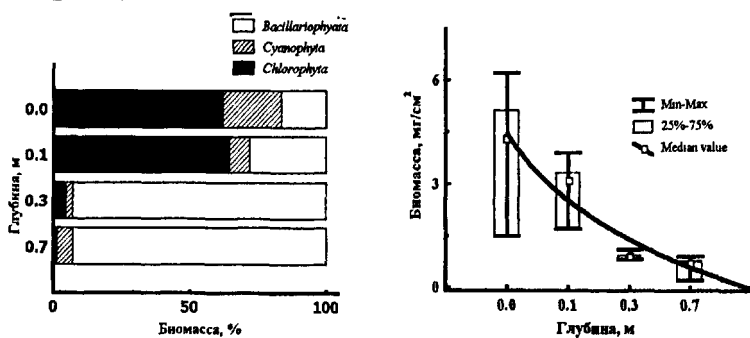 Bacillariophyta
Cyanophyta
Chlorophyta
0.0
0.1
0.3
0.7
Глубина, м
0
50
100
Биомасса, %
6
3
0
Биомасса, мг/см²
Min-Max
25%-75%
Median value
0.0
0.1
0.3
0.7
Глубина, м